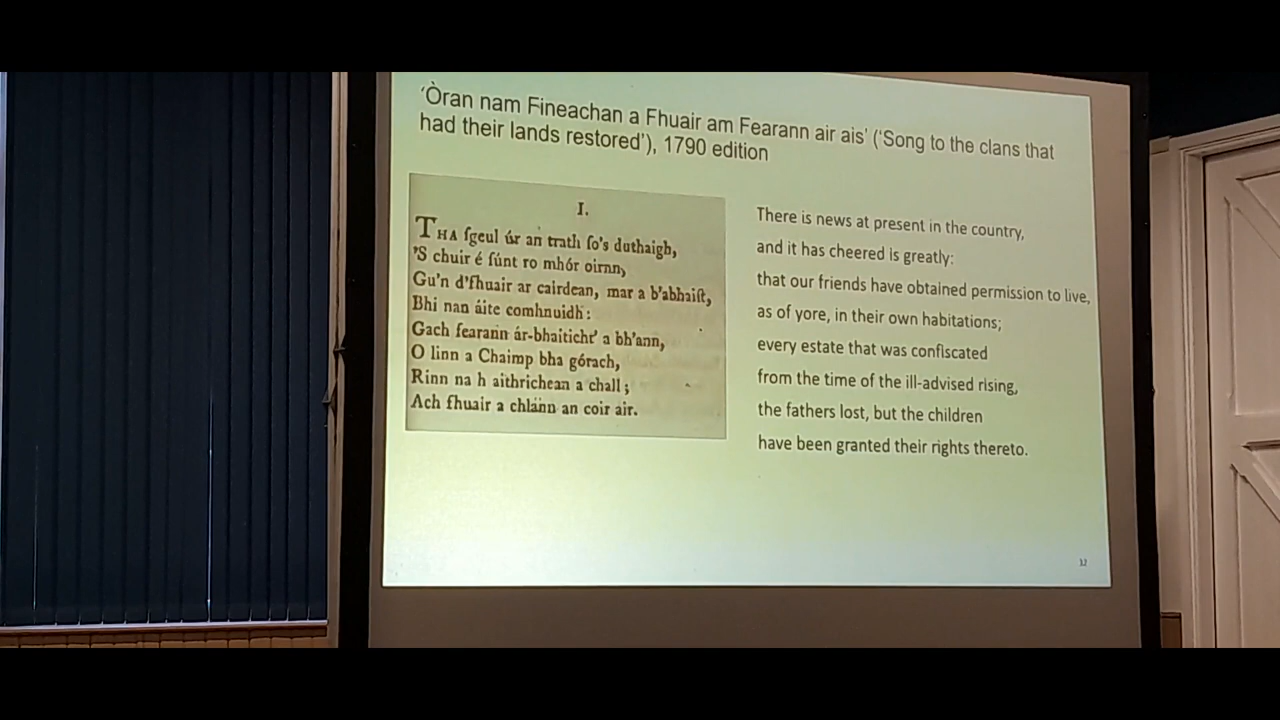 ‘Òran nam Fineachan a Fhuair am Fearann air ais’ (‘Song to the clans that
had their lands restored’), 1790 edition
I.
THA ſgeul úr an trath ſo's duthaigh,
'S chuir é ſúnt ro mhór oirnn,
Gu'n d'fhuair ar cairdean, mar a b'abhaiſt,
Bhi nan áite comhnuidh:
Gach fearann ár-bhaiticht' a bh'ann,
O linn a Chaimp bha górach,
Rinn na h aithrichean a chall;
Ach fhuair a chlánn an coir air.
There is news at present in the country,
and it has cheered is greatly:
that our friends have obtained permission to live,
as of yore, in their own habitations;
every estate that was confiscated
from the time of the ill-advised rising,
the fathers lost, but the children
have been granted their rights thereto.
32